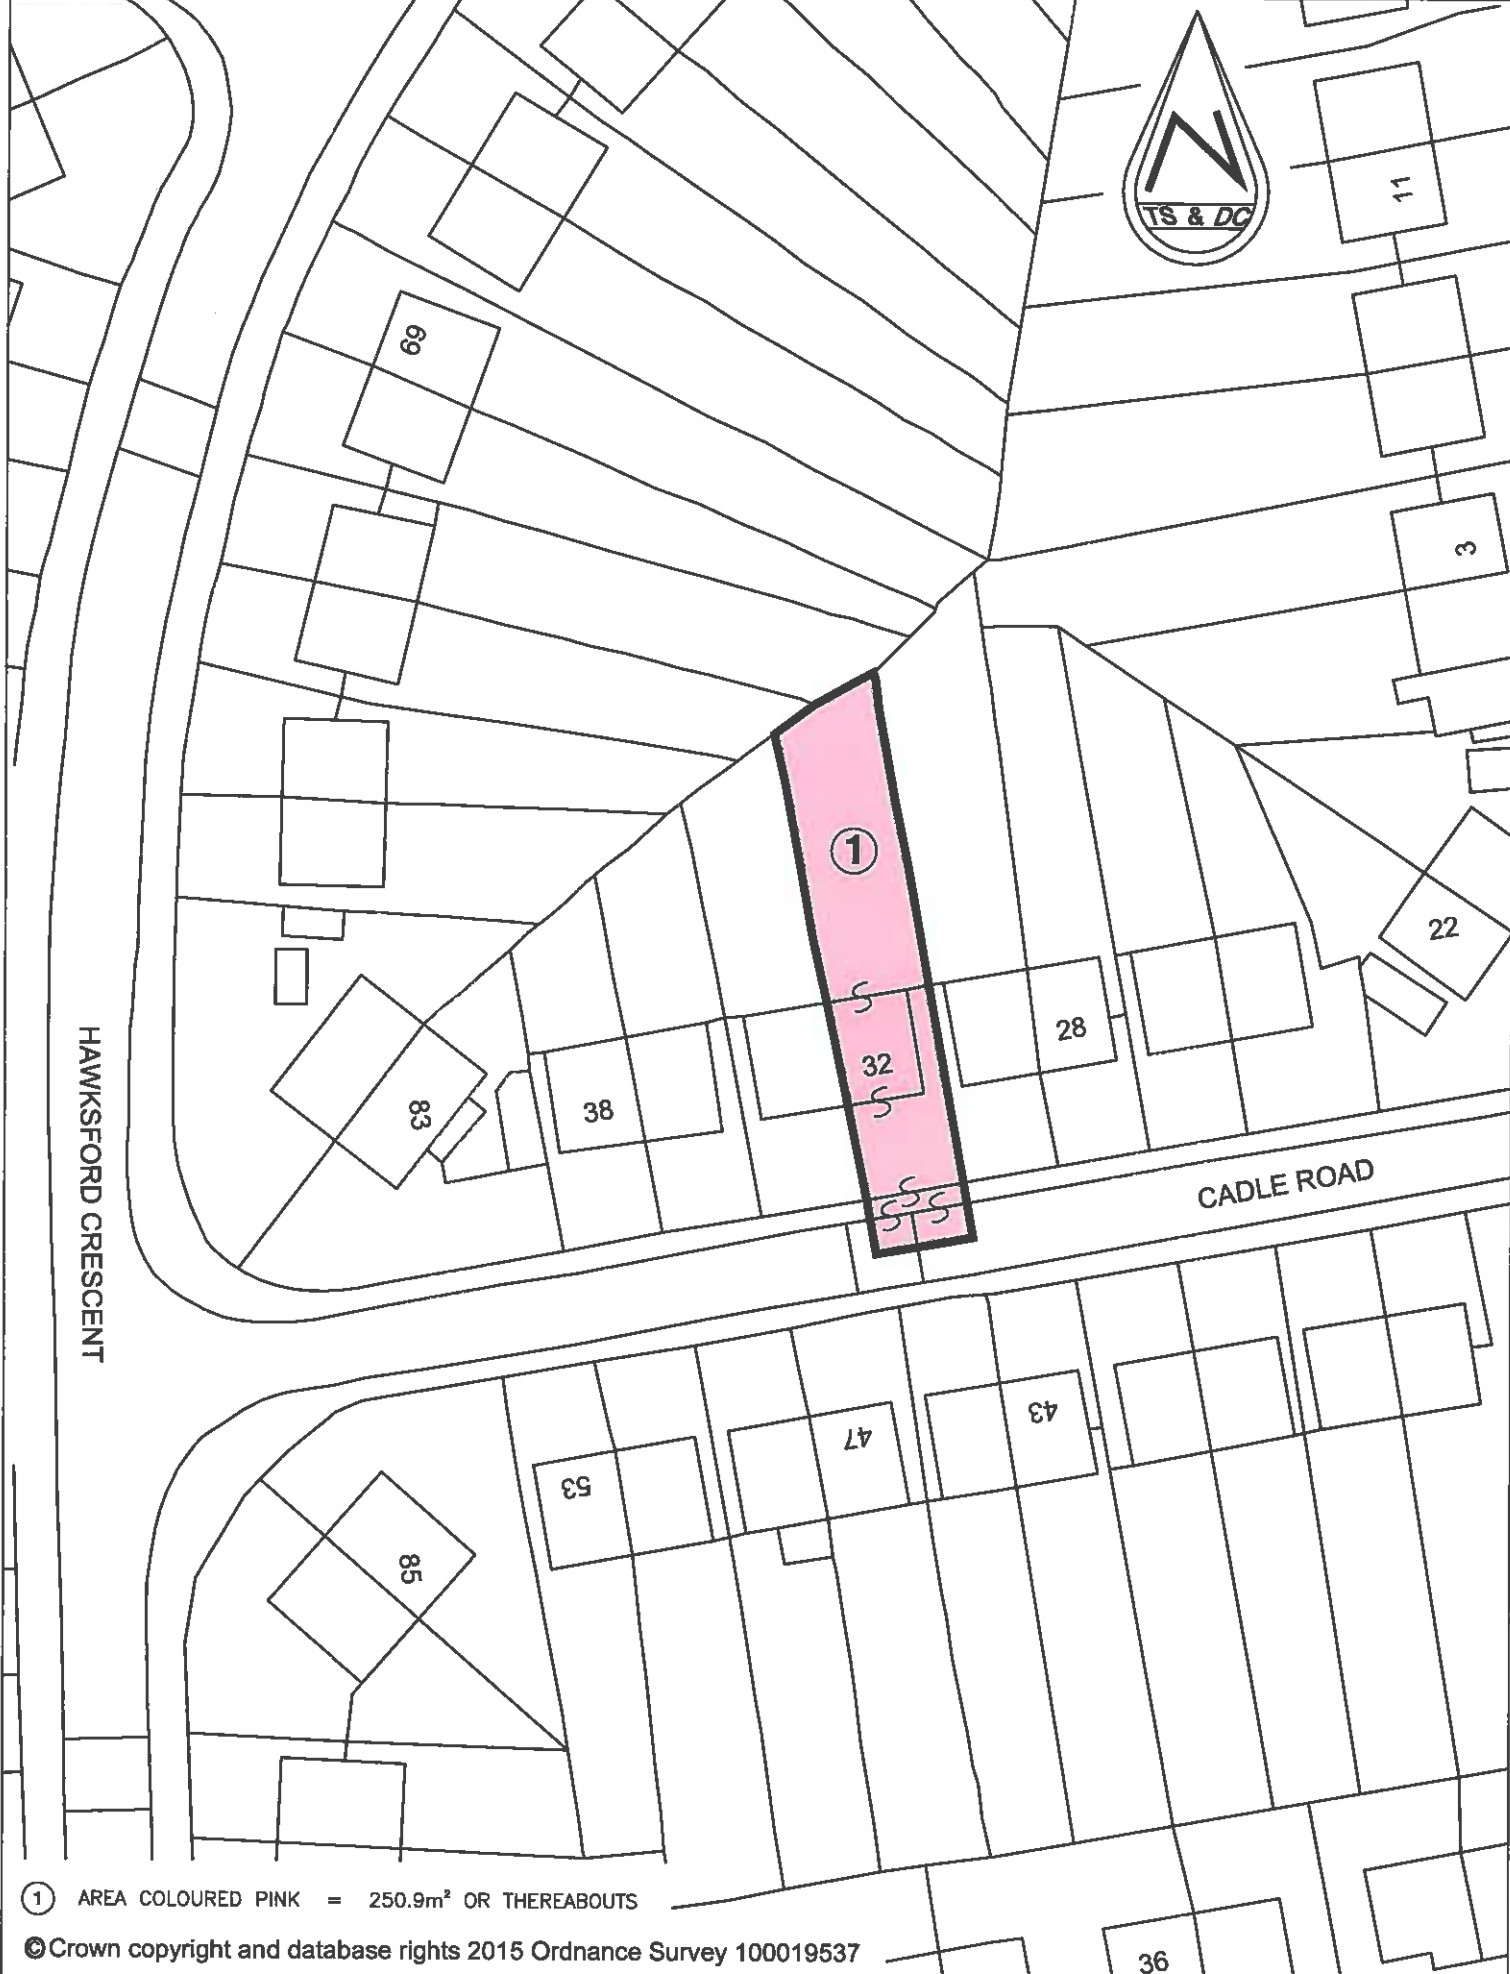 TS & DC
11
69
3
1
22
28
32
38
83
HAWKSFORD CRESCENT
CADLE ROAD
43
47
53
85
1 AREA COLOURED PINK = 250.9m² OR THEREABOUTS
©Crown copyright and database rights 2015 Ordnance Survey 100019537
36